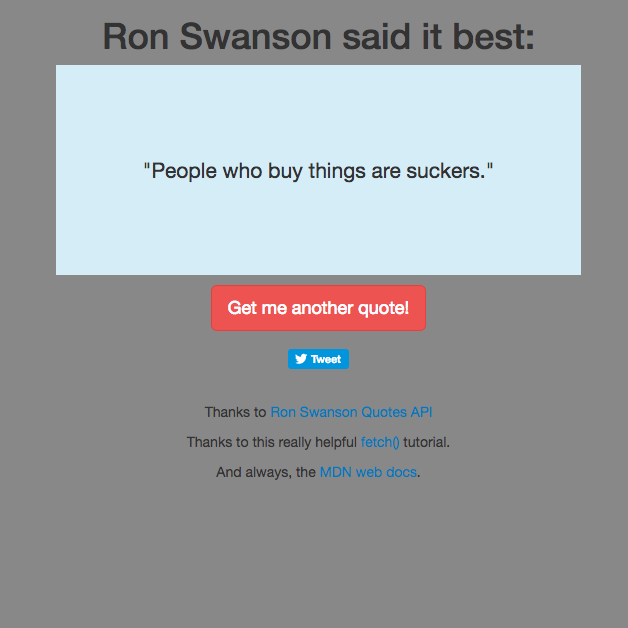 Ron Swanson said it best:
"People who buy things are suckers."
Get me another quote!
Tweet
Thanks to Ron Swanson Quotes API
Thanks to this really helpful fetch() tutorial.
And always, the MDN web docs.